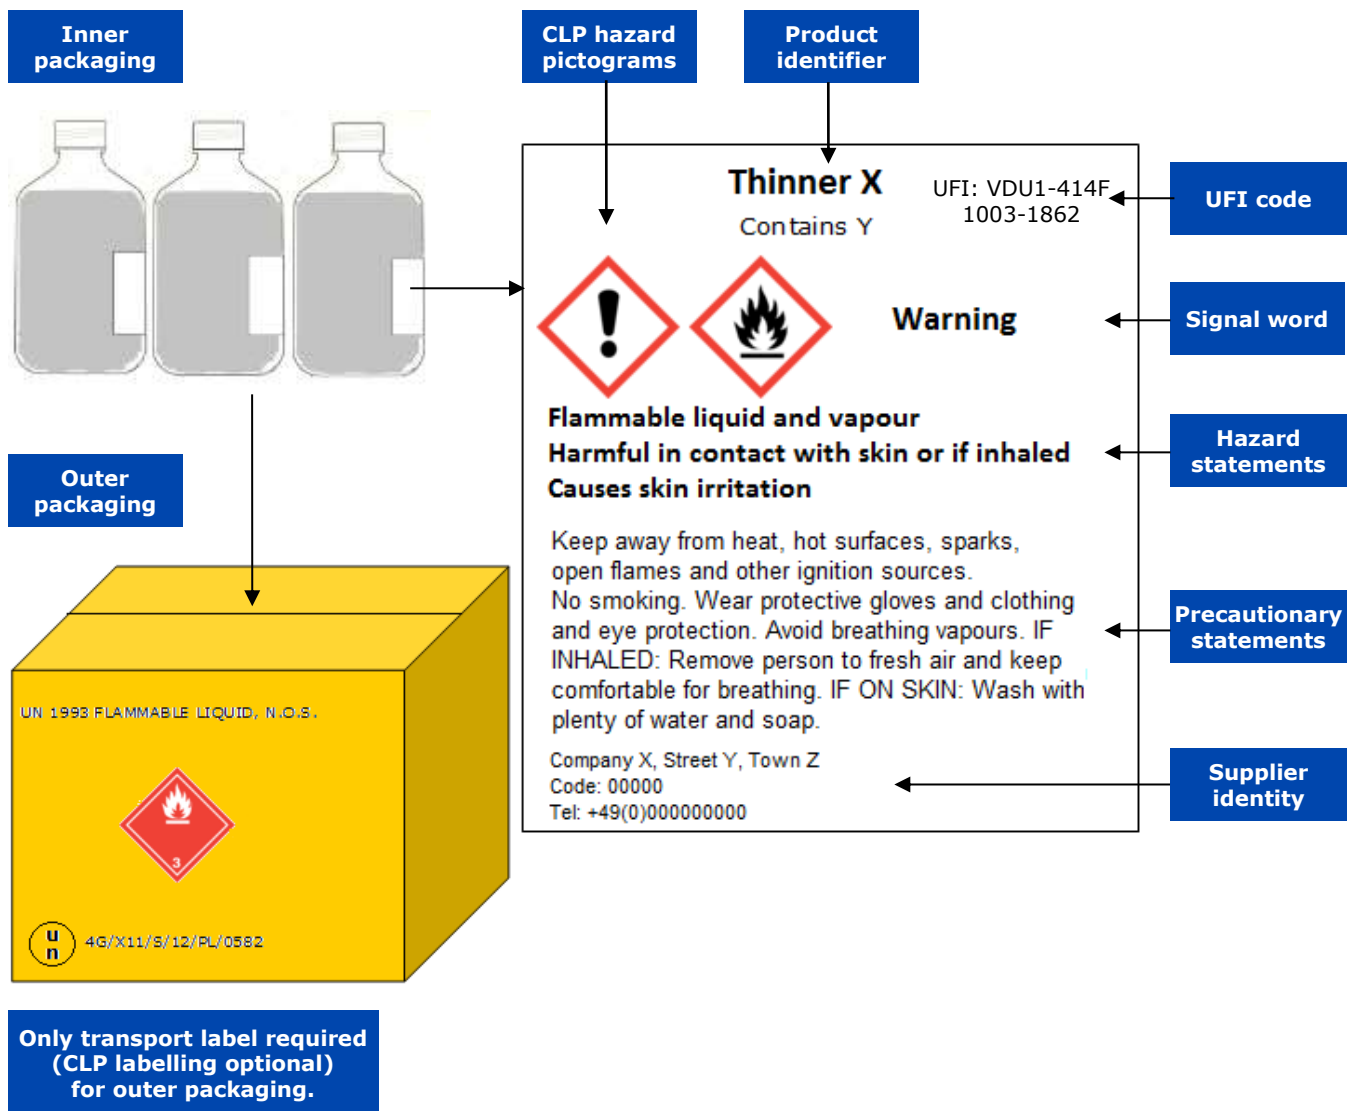 Inner
packaging
CLP hazard
pictograms
Product
identifier
Thinner X
Contains Y
UFI: VDU1-414F
1003-1862
UFI code
Warning
Signal word
Flammable liquid and vapour
Harmful in contact with skin or if inhaled
Causes skin irritation
Hazard
statements
Outer
packaging
Keep away from heat, hot surfaces, sparks,
open flames and other ignition sources.
No smoking. Wear protective gloves and clothing
and eye protection. Avoid breathing vapours. IF
INHALED: Remove person to fresh air and keep
comfortable for breathing. IF ON SKIN: Wash with
plenty of water and soap.
Precautionary
statements
Company X, Street Y, Town Z
Code: 00000
Tel: +49(0)000000000
Supplier
identity
UN 1993 FLAMMABLE LIQUID, N.O.S.
3
u
n
4G/X11/S/12/PL/0582
Only transport label required
(CLP labelling optional)
for outer packaging.